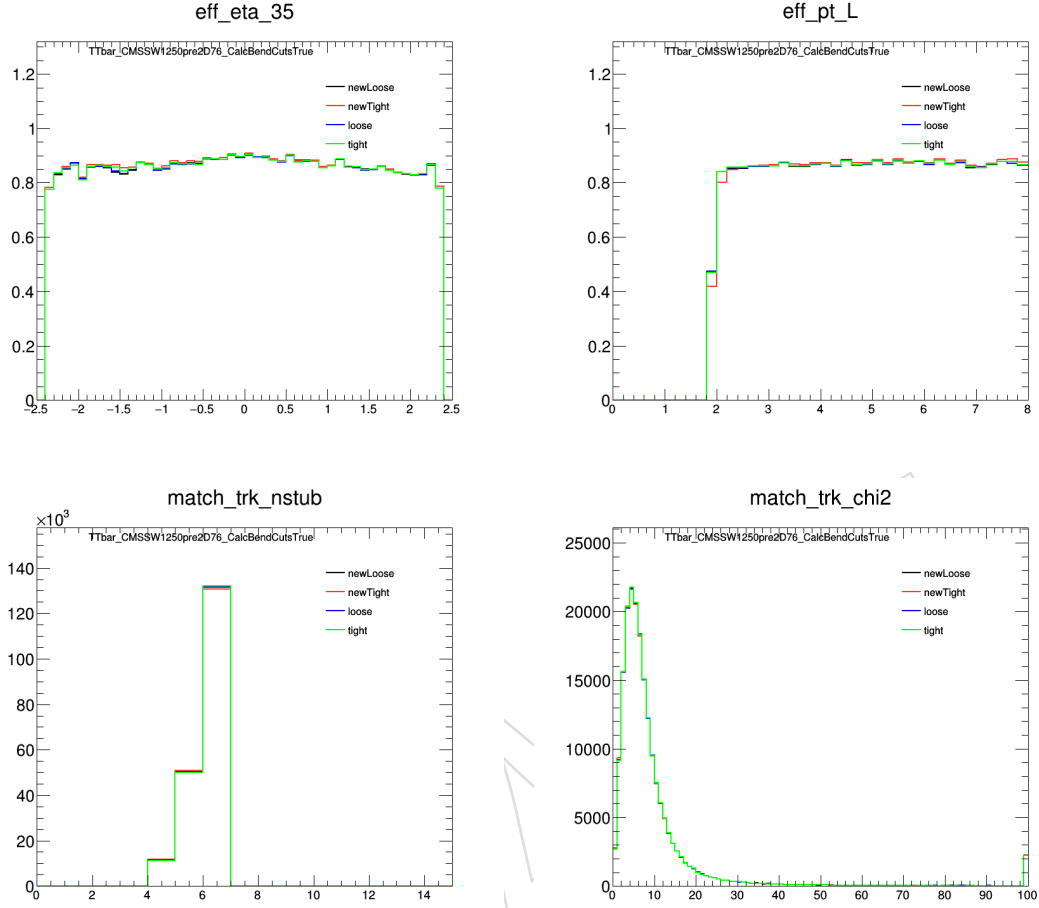 eff_eta_35
TTbar_CMSSW1250pre2D76_CalcBendCutsTrue
newLoose
newTight
loose
tight
1.2
1
0.8
0.6
0.4
0.2
0
−2.5 −2 −1.5 −1 −0.5 0 0.5 1 1.5 2 2.5
eff_pt_L
TTbar_CMSSW1250pre2D76_CalcBendCutsTrue
newLoose
newTight
loose
tight
1.2
1
0.8
0.6
0.4
0.2
0
0 1 2 3 4 5 6 7 8
match_trk_nstub
×10³
TTbar_CMSSW1250pre2D76_CalcBendCutsTrue
newLoose
newTight
loose
tight
140
120
100
80
60
40
20
0
0 2 4 6 8 10 12 14
match_trk_chi2
TTbar_CMSSW1250pre2D76_CalcBendCutsTrue
newLoose
newTight
loose
tight
25000
20000
15000
10000
5000
0
0 10 20 30 40 50 60 70 80 90 100